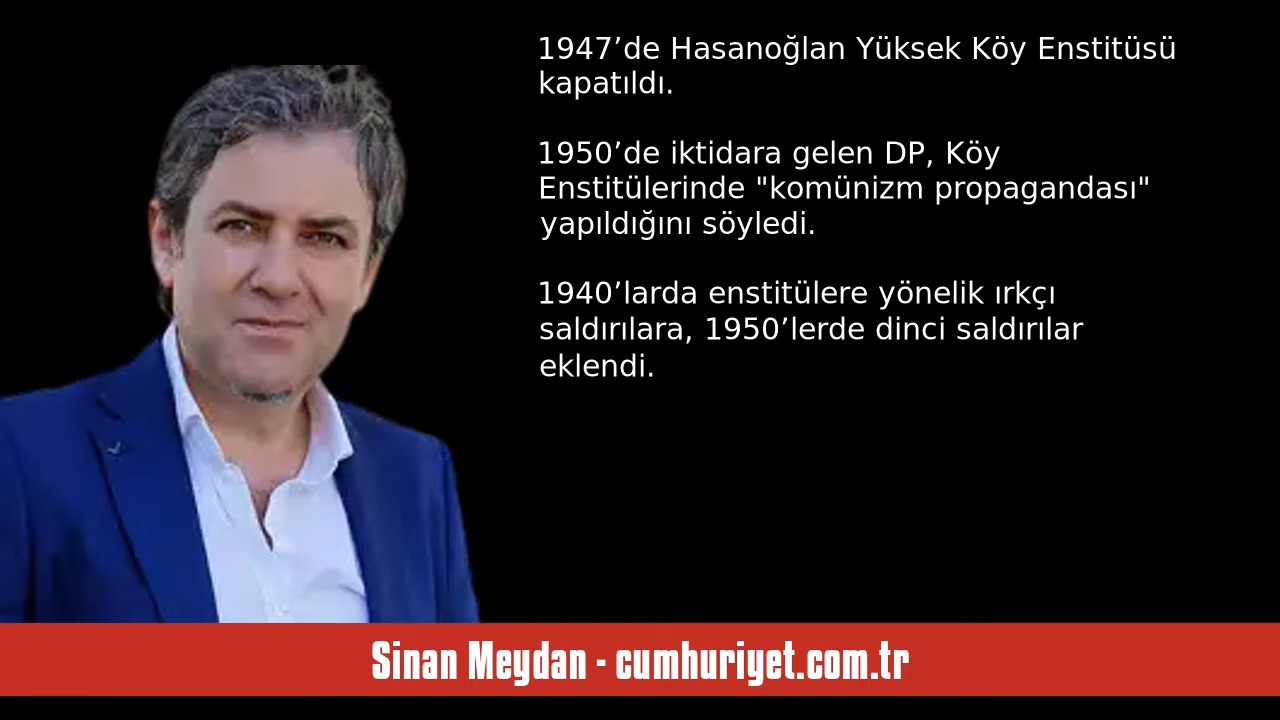 1947’de Hasanoğlan Yüksek Köy Enstitüsü
kapatıldı.
1950’de iktidara gelen DP, Köy
Enstitülerinde "komünizm propagandası"
yapıldığını söyledi.
1940’larda enstitülere yönelik ırkçı
saldırılara, 1950’lerde dinci saldırılar
eklendi.
Sinan Meydan - cumhuriyet.com.tr